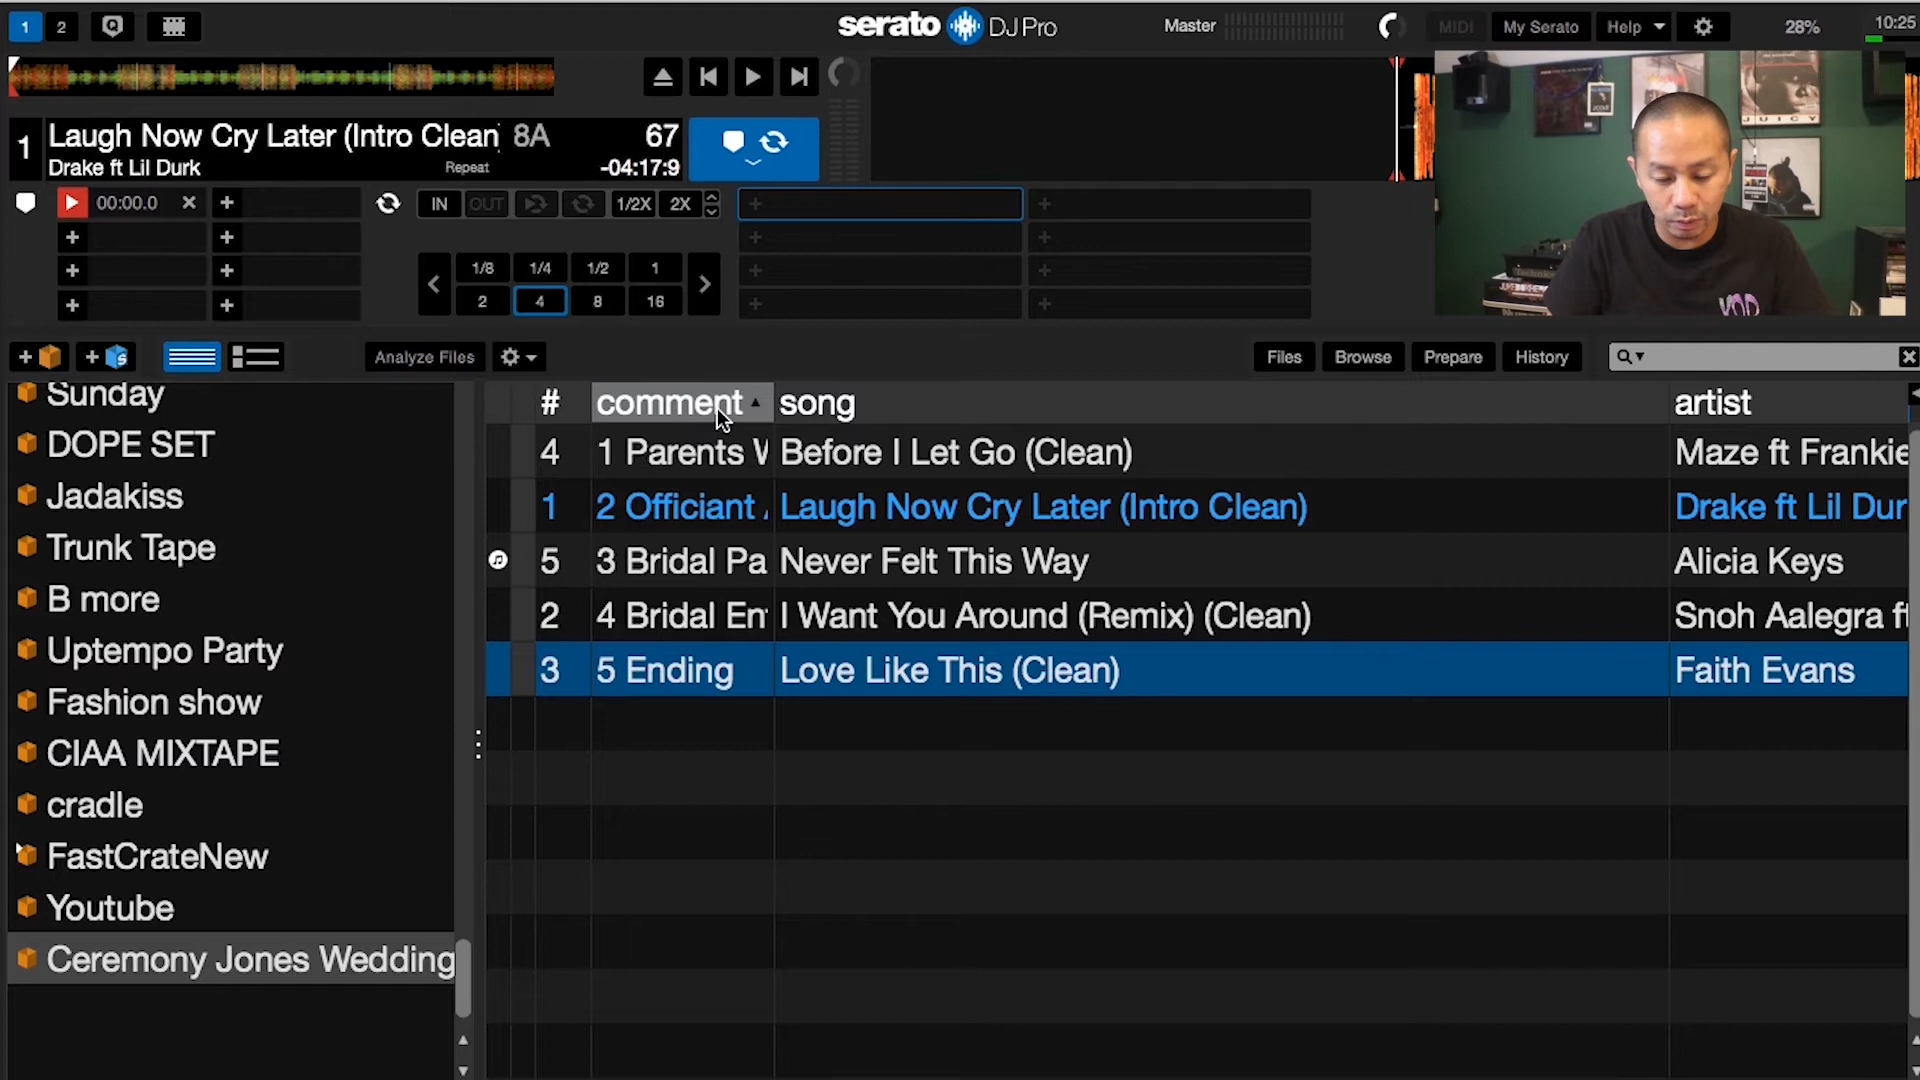 1 2 serato DJ Pro Master MIDI My Serato Help 28% 10:25
1 Laugh Now Cry Later (Intro Clean) 8A 67
Drake ft Lil Durk Repeat -04:17:9
00:00.0 IN OUT 1/2X 2X
1/8 1/4 1/2 1
2 4 8 16
JUICY
Analyze Files Files Browse Prepare History
# comment song artist
Sunday
DOPE SET
Jadakiss
Trunk Tape
B more
Uptempo Party
Fashion show
CIAA MIXTAPE
cradle
FastCrateNew
Youtube
Ceremony Jones Wedding
4 1 Parents W Before I Let Go (Clean) Maze ft Frankie
1 2 Officiant Laugh Now Cry Later (Intro Clean) Drake ft Lil Dur
5 3 Bridal Pa Never Felt This Way Alicia Keys
2 4 Bridal En I Want You Around (Remix) (Clean) Snoh Aalegra ft
3 5 Ending Love Like This (Clean) Faith Evans